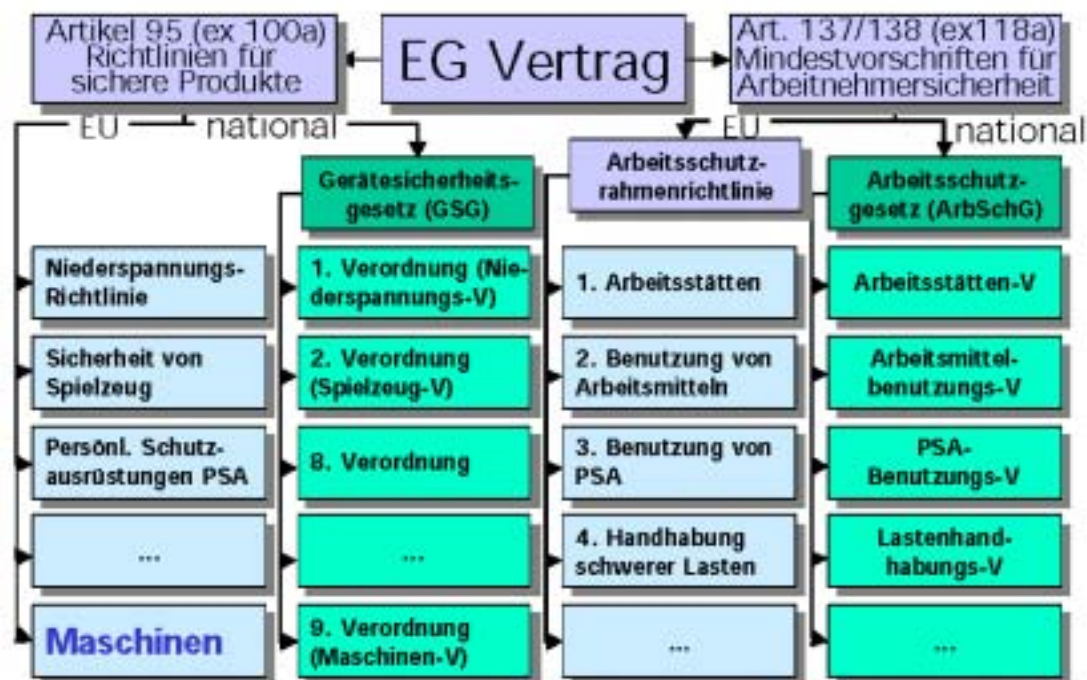 Artikel 95 (ex 100a)
Richtlinien für
sichere Produkte
EG Vertrag
Art. 137/138 (ex118a)
Mindestvorschriften für
Arbeitnehmersicherheit
EU
national
EU
national
Gerätesicherheits-
gesetz (GSG)
Arbeitsschutz-
rahmenrichtlinie
Arbeitsschutz-
gesetz (ArbSchG)
Niederspannungs-
Richtlinie
1. Verordnung (Nie-
derspannungs-V)
1. Arbeitsstätten
Arbeitsstätten-V
Sicherheit von
Spielzeug
2. Verordnung
(Spielzeug-V)
2. Benutzung von
Arbeitsmitteln
Arbeitsmittel-
benutzungs-V
Persönl. Schutz-
ausrüstungen PSA
8. Verordnung
3. Benutzung von
PSA
PSA-
Benutzungs-V
...
...
4. Handhabung
schwerer Lasten
Lastenhand-
habungs-V
Maschinen
9. Verordnung
(Maschinen-V)
...
...